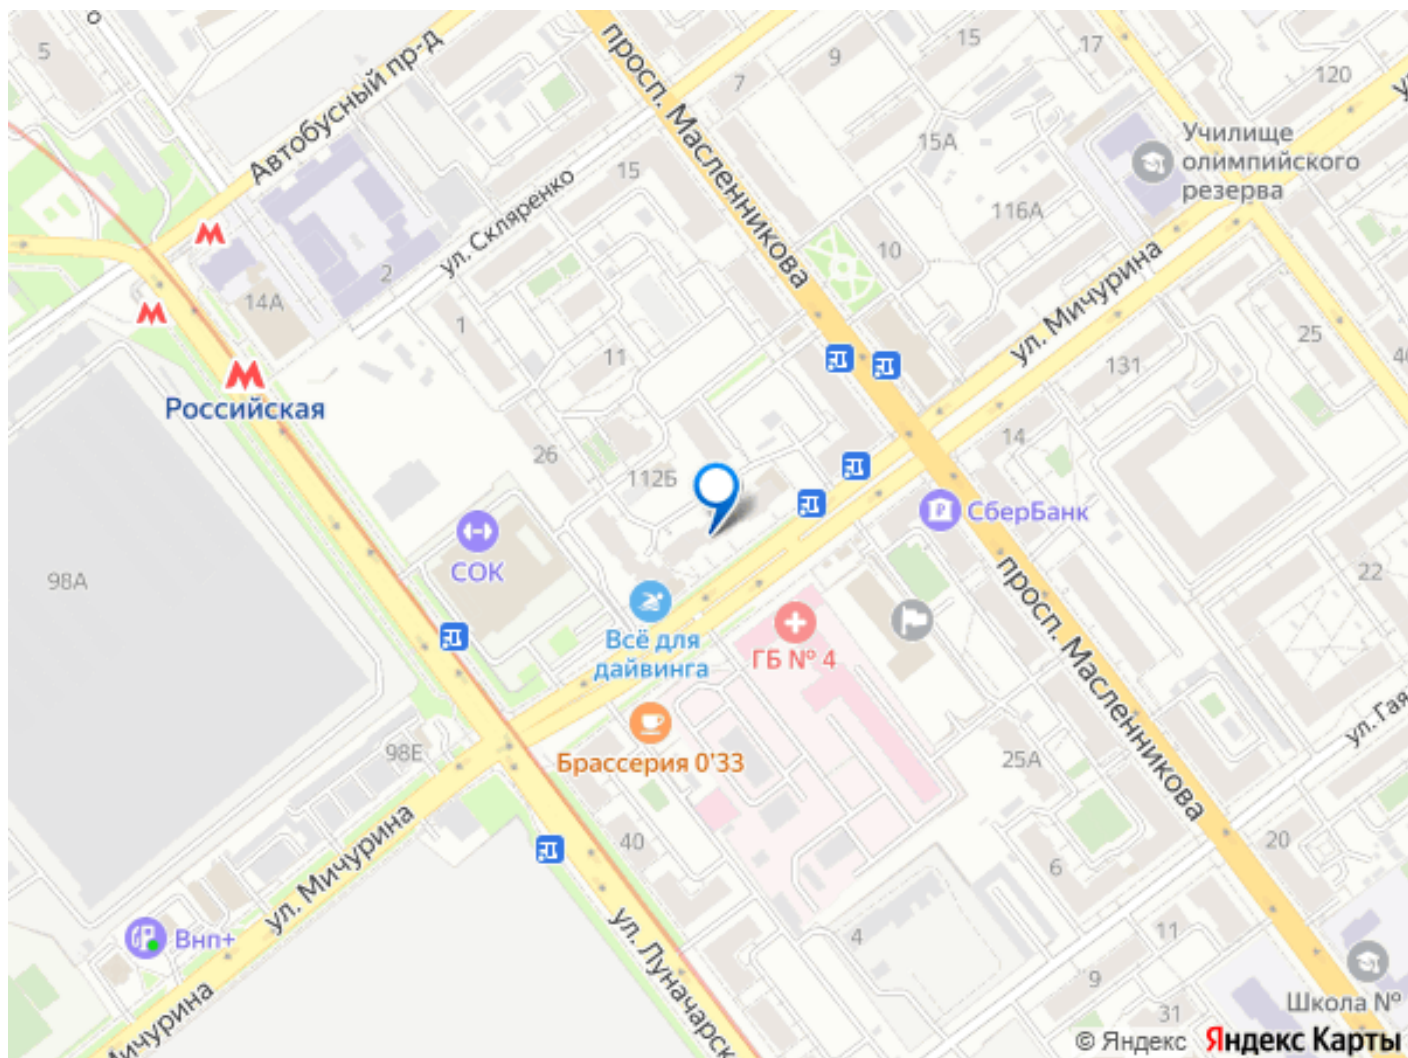 5
Автобусный пр-д
просп. Масленникова
9
15
17
7
120
Училище
олимпийского
резерва
15А
15
ул. Скляренко
116А
10
2
14А
1
11
ул. Мичурина
25
131
Российская
26
112Б
14
СберБанк
СОК
98А
22
Всё для
дайвинга
ГБ № 4
просп. Масленникова
ул. Гая
98Е
Брассерия 0'33
25А
ул. Мичурина
40
20
6
Внп+
ул. Луначарск
4
11
9
31
Школа №
Мичурина
© Яндекс Яндекс Карты